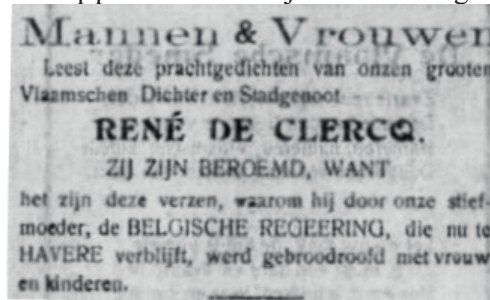 Mannen & Vrouwen
Leest deze prachtgedichten van onzen grooten
Vlaamschen Dichter en Stadgenoot
RENÉ DE CLERCQ.
ZIJ ZIJN BEROEMD, WANT
het zijn deze verzen, waarom hij door onze stief-
moeder, de BELGISCHE REGEERING, die nu te
HAVERE verblijft, werd gebroodroofd met vrouw
en kinderen.